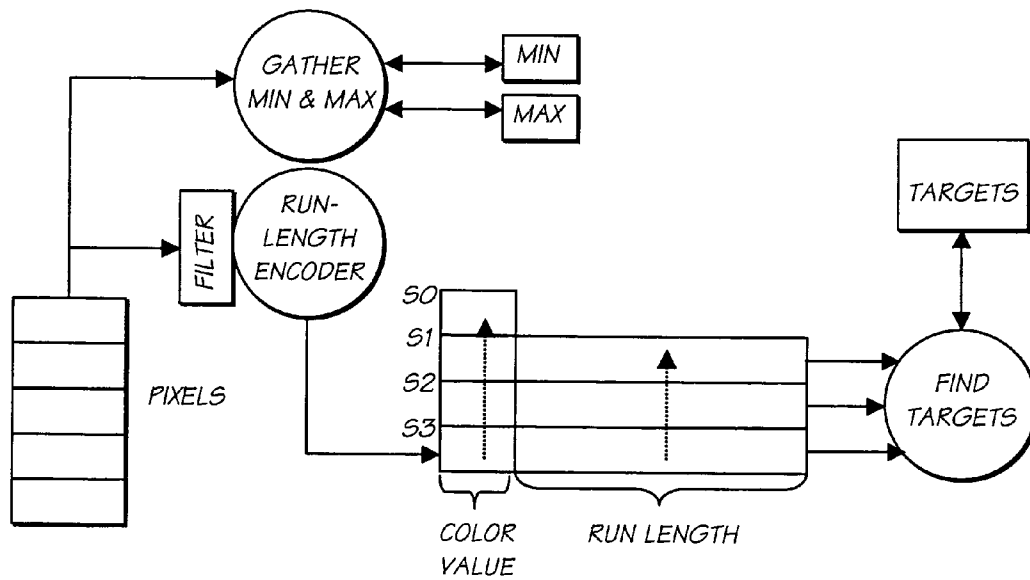 GATHER
MIN & MAX
MIN
MAX
FILTER
RUN-
LENGTH
ENCODER
TARGETS
PIXELS
S0
S1
S2
S3
FIND
TARGETS
COLOR
VALUE
RUN LENGTH